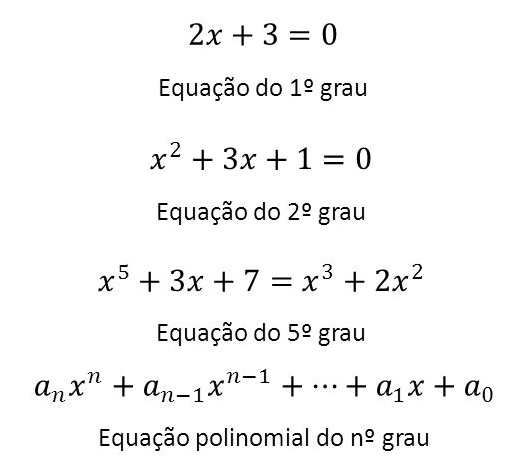 2x + 3 = 0
Equação do 1º grau
x² + 3x + 1 = 0
Equação do 2º grau
x⁵ + 3x + 7 = x³ + 2x²
Equação do 5º grau
aₙxⁿ + aₙ₋₁xⁿ⁻¹ + ⋯ + a₁x + a₀
Equação polinomial do nº grau